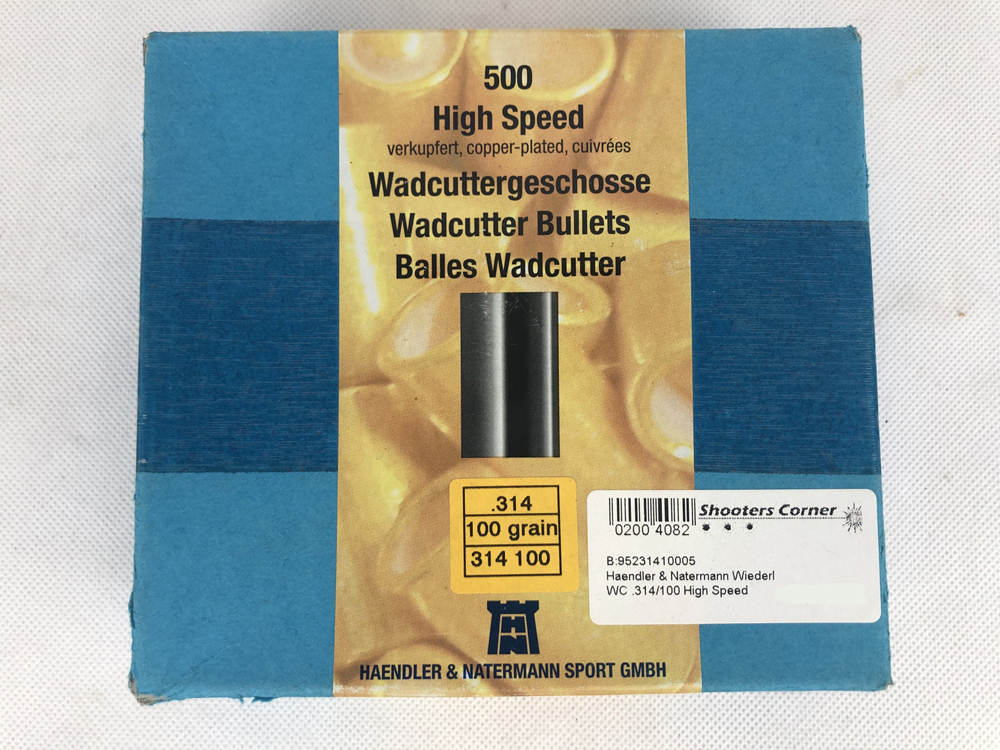 500
High Speed
verkupfert, copper-plated, cuivrées
Wadcuttergeschosse
Wadcutter Bullets
Balles Wadcutter
.314
100 grain
314 100
0200 4082
Shooters Corner
B:95231410005
Haendler & Natermann Wiederl
WC .314/100 High Speed
HN
HAENDLER & NATERMANN SPORT GMBH